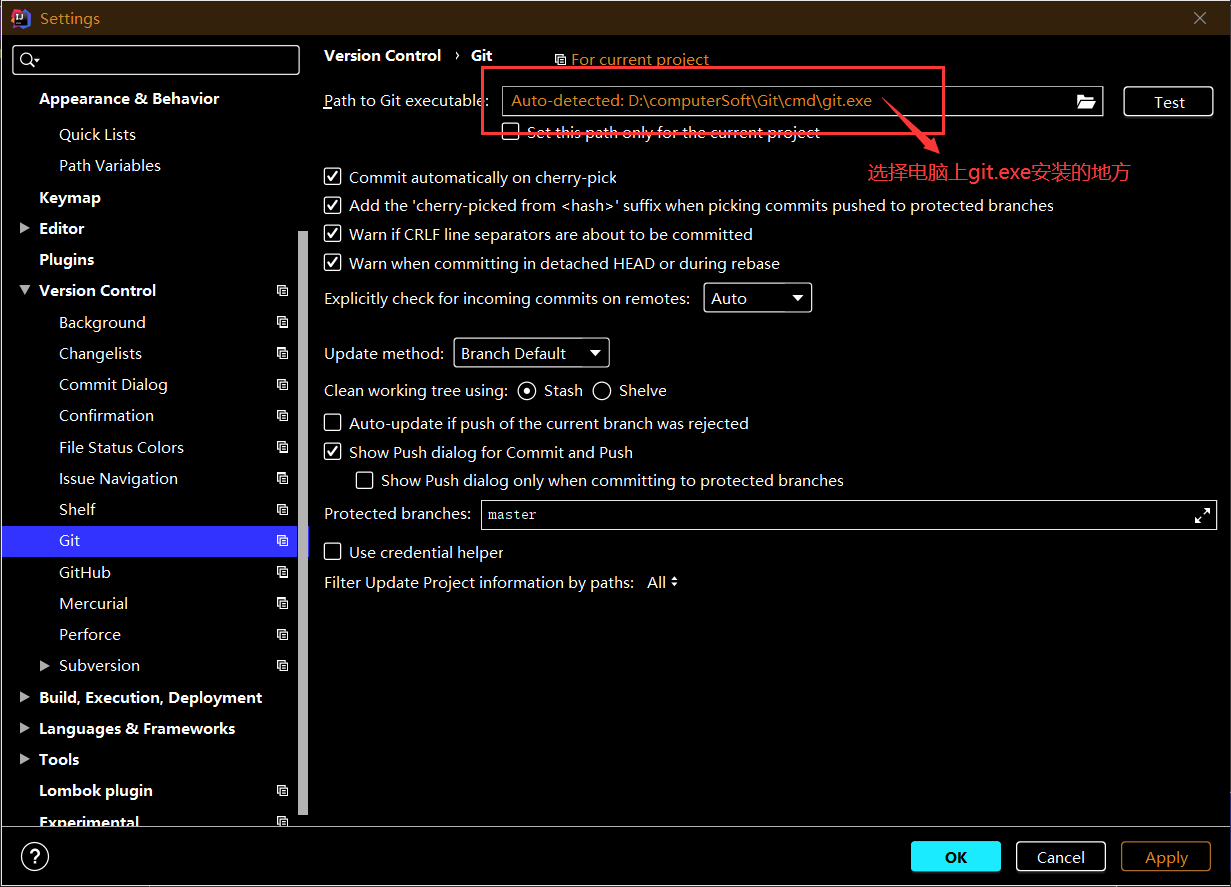 Settings
Version Control › Git
For current project
Appearance & Behavior
Quick Lists
Path Variables
Keymap
Editor
Plugins
Version Control
Background
Changelists
Commit Dialog
Confirmation
File Status Colors
Issue Navigation
Shelf
Git
GitHub
Mercurial
Perforce
Subversion
Build, Execution, Deployment
Languages & Frameworks
Tools
Lombok plugin
Experimental
Path to Git executable: Auto-detected: D:\computerSoft\Git\cmd\git.exe Test
Set this path only for the current project
选择电脑上git.exe安装的地方
Commit automatically on cherry-pick
Add the 'cherry-picked from <hash>' suffix when picking commits pushed to protected branches
Warn if CRLF line separators are about to be committed
Warn when committing in detached HEAD or during rebase
Explicitly check for incoming commits on remotes: Auto
Update method: Branch Default
Clean working tree using: Stash Shelve
Auto-update if push of the current branch was rejected
Show Push dialog for Commit and Push
Show Push dialog only when committing to protected branches
Protected branches: master
Use credential helper
Filter Update Project information by paths: All
? OK Cancel Apply